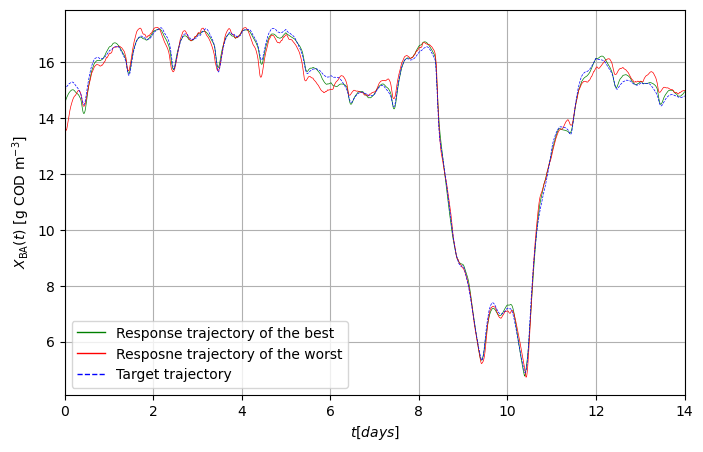 16
14
12
10
8
6
X_BA(t) [g COD m⁻³]
Response trajectory of the best
Resposne trajectory of the worst
Target trajectory
0 2 4 6 8 10 12 14
t[days]